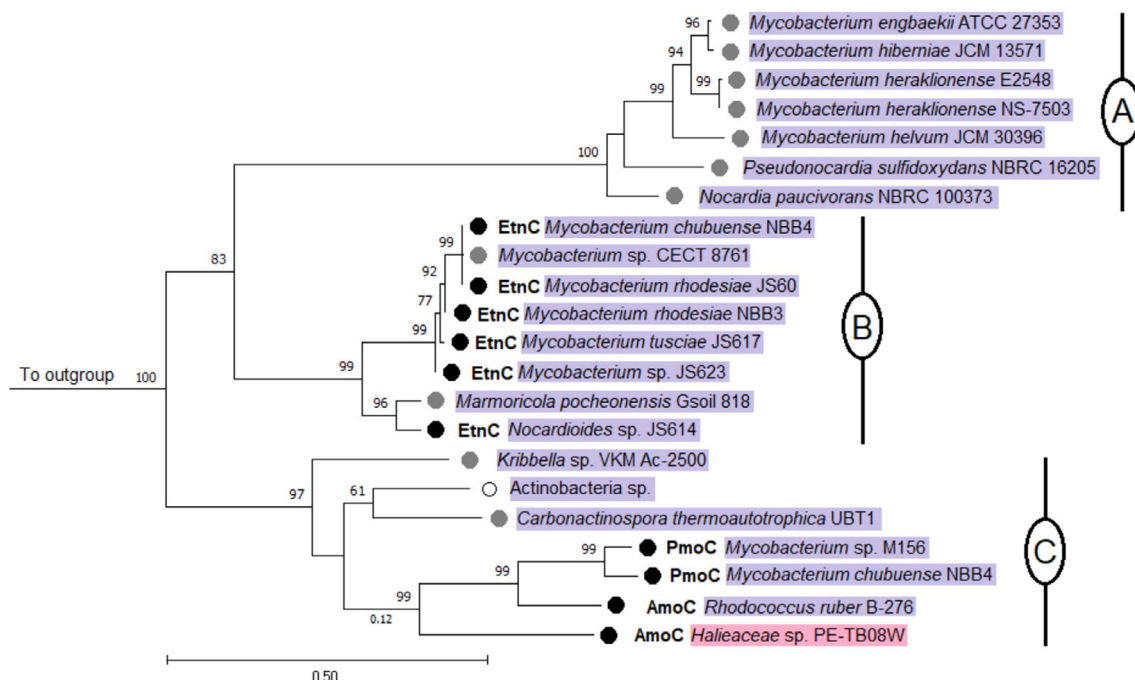 96
Mycobacterium engbaekii ATCC 27353
94
Mycobacterium hiberniae JCM 13571
99
Mycobacterium heraklionense E2548
99
Mycobacterium heraklionense NS-7503
A
Mycobacterium helvum JCM 30396
100
Pseudonocardia sulfidoxydans NBRC 16205
Nocardia paucivorans NBRC 100373
EtnC Mycobacterium chubuense NBB4
99
83
Mycobacterium sp. CECT 8761
92
EtnC Mycobacterium rhodesiae JS60
77
EtnC Mycobacterium rhodesiae NBB3
B
99
EtnC Mycobacterium tusciae JS617
99
EtnC Mycobacterium sp. JS623
To outgroup
100
96
Marmoricola pocheonensis Gsoil 818
EtnC Nocardioides sp. JS614
97
Kribbella sp. VKM Ac-2500
61
Actinobacteria sp.
Carbonactinospora thermoautotrophica UBT1
99
PmoC Mycobacterium sp. M156
C
99
PmoC Mycobacterium chubuense NBB4
99
AmoC Rhodococcus ruber B-276
0.12
AmoC Halieaceae sp. PE-TB08W
0.50